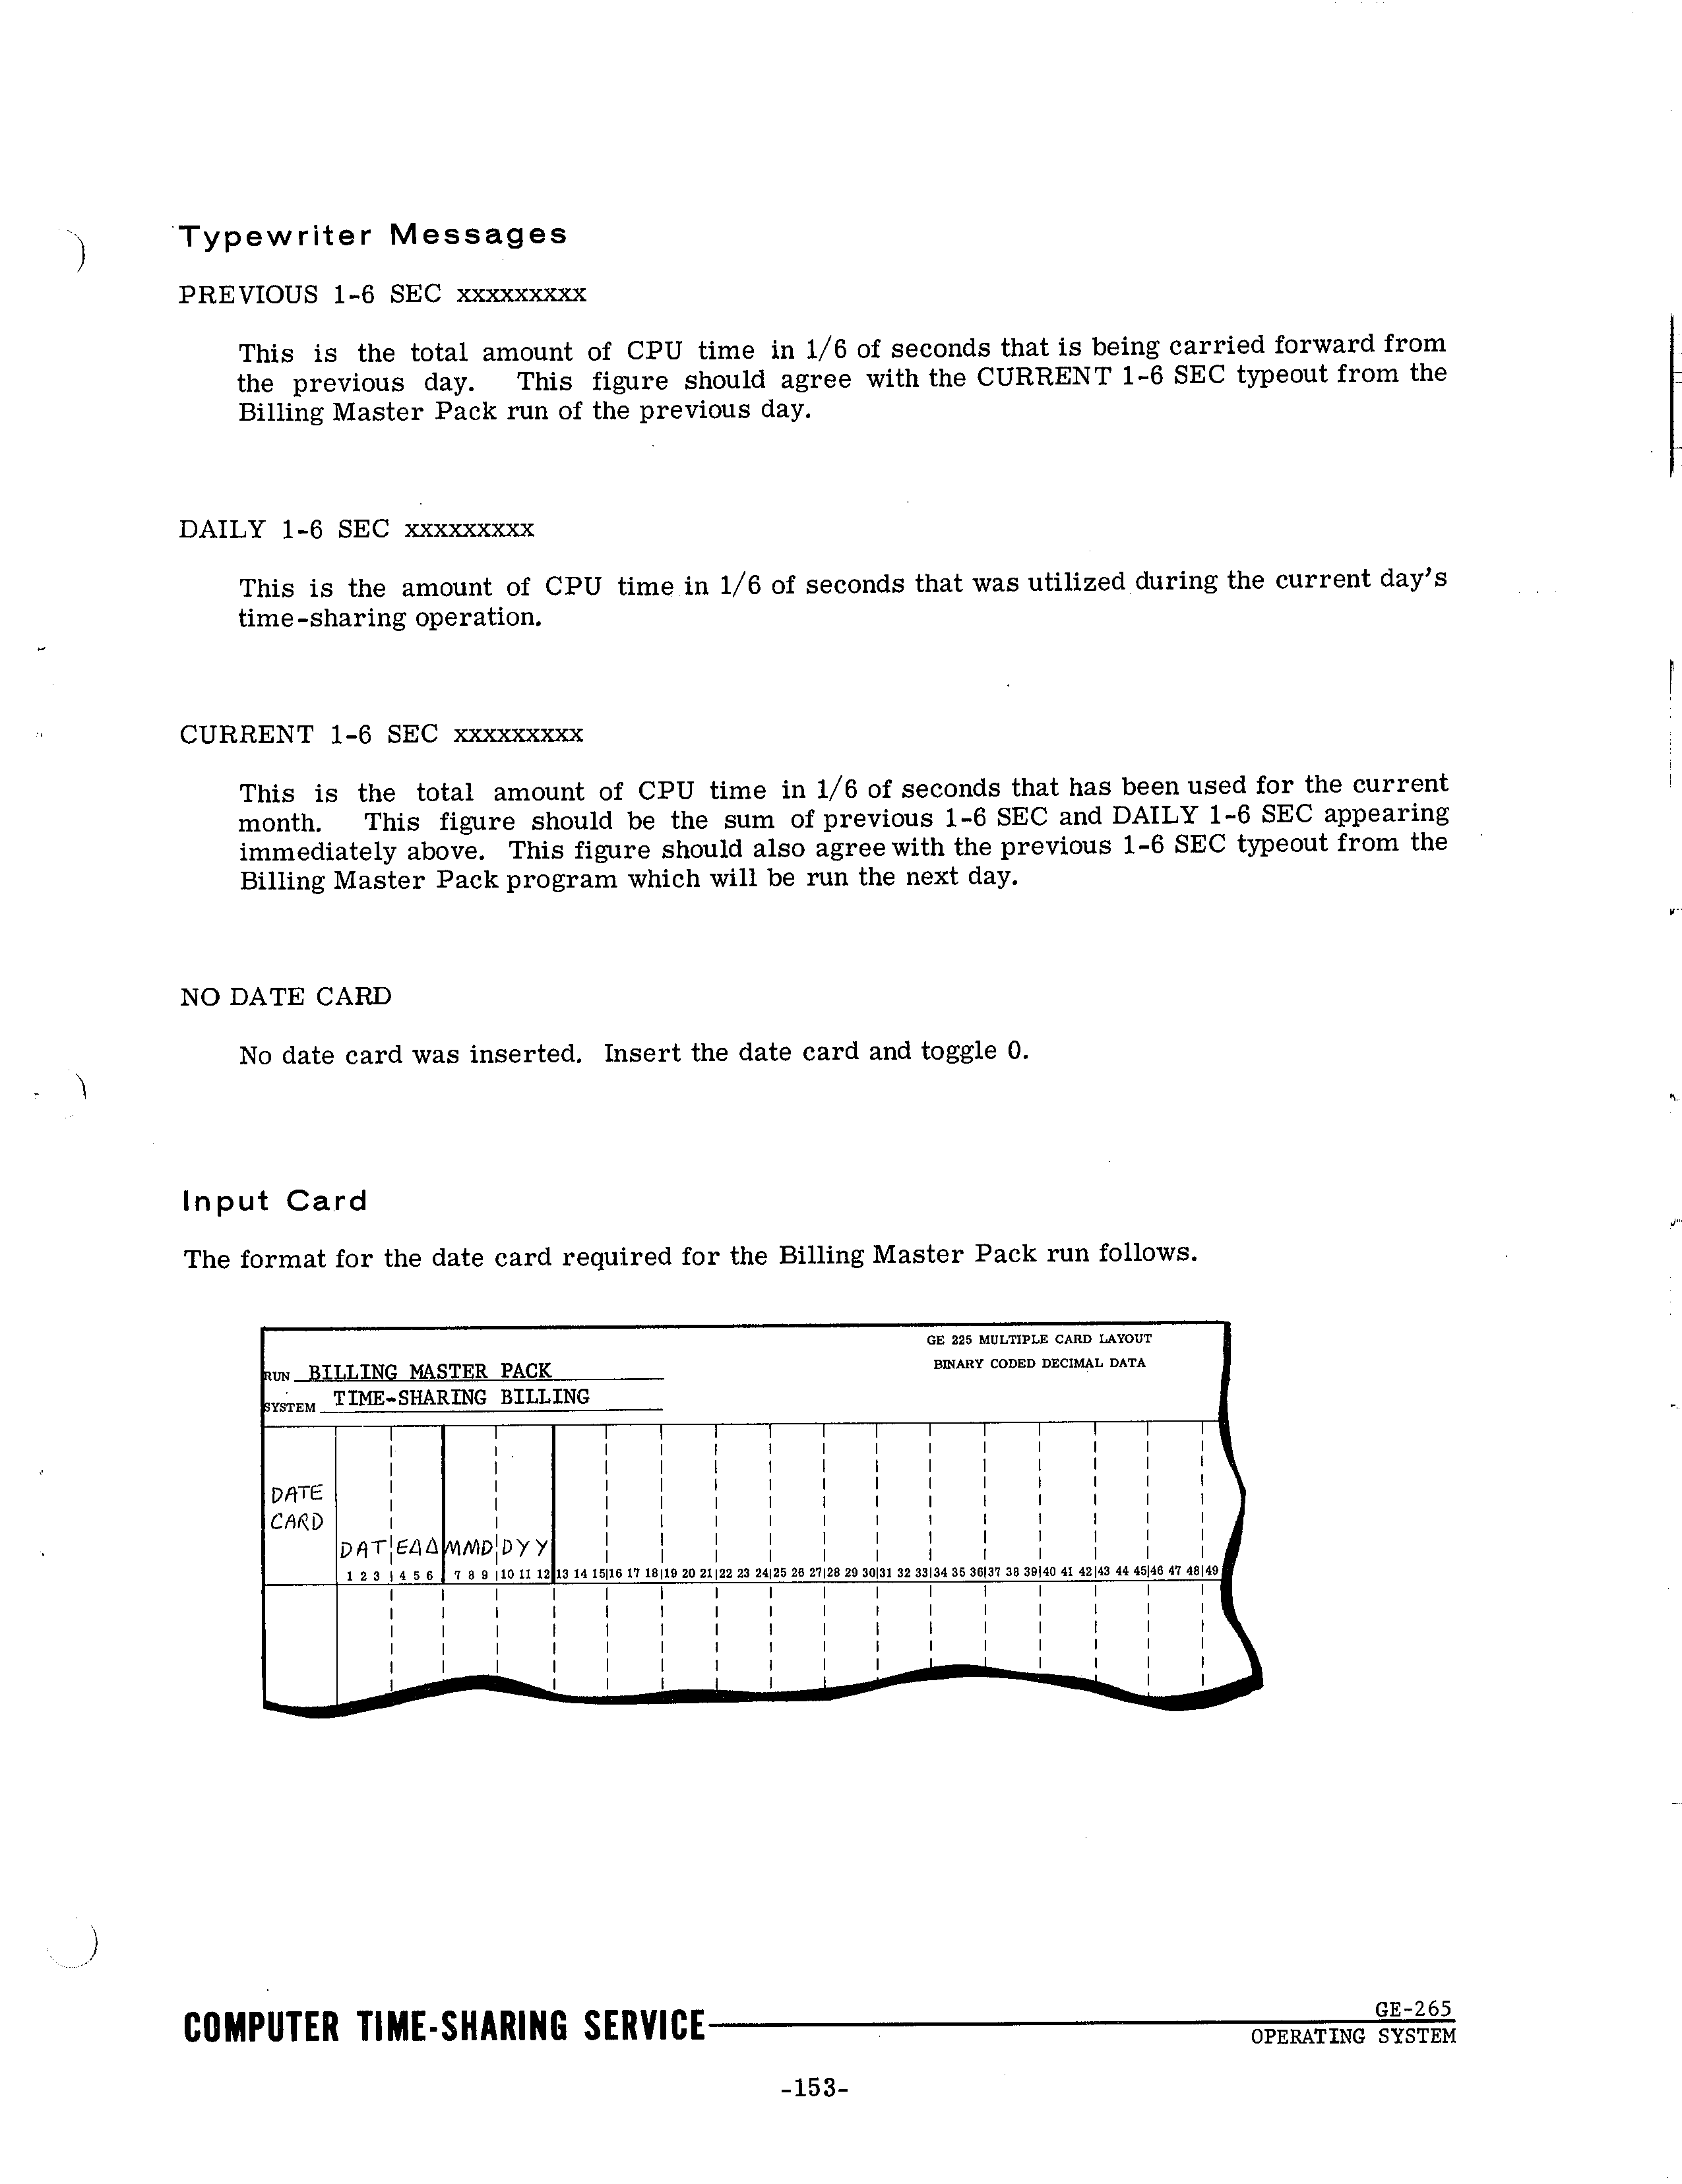 Typewriter Messages
PREVIOUS 1-6 SEC xxxxxxxxx
This is the total amount of CPU time in 1/6 of seconds that is being carried forward from
the previous day. This figure should agree with the CURRENT 1-6 SEC typeout from the
Billing Master Pack run of the previous day.
DAILY 1-6 SEC xxxxxxxxx
This is the amount of CPU time in 1/6 of seconds that was utilized during the current day's
time-sharing operation.
CURRENT 1-6 SEC xxxxxxxxx
This is the total amount of CPU time in 1/6 of seconds that has been used for the current
month. This figure should be the sum of previous 1-6 SEC and DAILY 1-6 SEC appearing
immediately above. This figure should also agree with the previous 1-6 SEC typeout from the
Billing Master Pack program which will be run the next day.
NO DATE CARD
No date card was inserted. Insert the date card and toggle 0.
Input Card
The format for the date card required for the Billing Master Pack run follows.
GE 225 MULTIPLE CARD LAYOUT
BINARY CODED DECIMAL DATA
RUN BILLING MASTER PACK
SYSTEM TIME-SHARING BILLING
DATE
CARD
DAT EΔΔ MMD DYY
1 2 3 4 5 6 7 8 9 10 11 12 13 14 15 16 17 18 19 20 21 22 23 24 25 26 27 28 29 30 31 32 33 34 35 36 37 38 39 40 41 42 43 44 45 46 47 48 49
COMPUTER TIME-SHARING SERVICE
GE-265
OPERATING SYSTEM
-153-